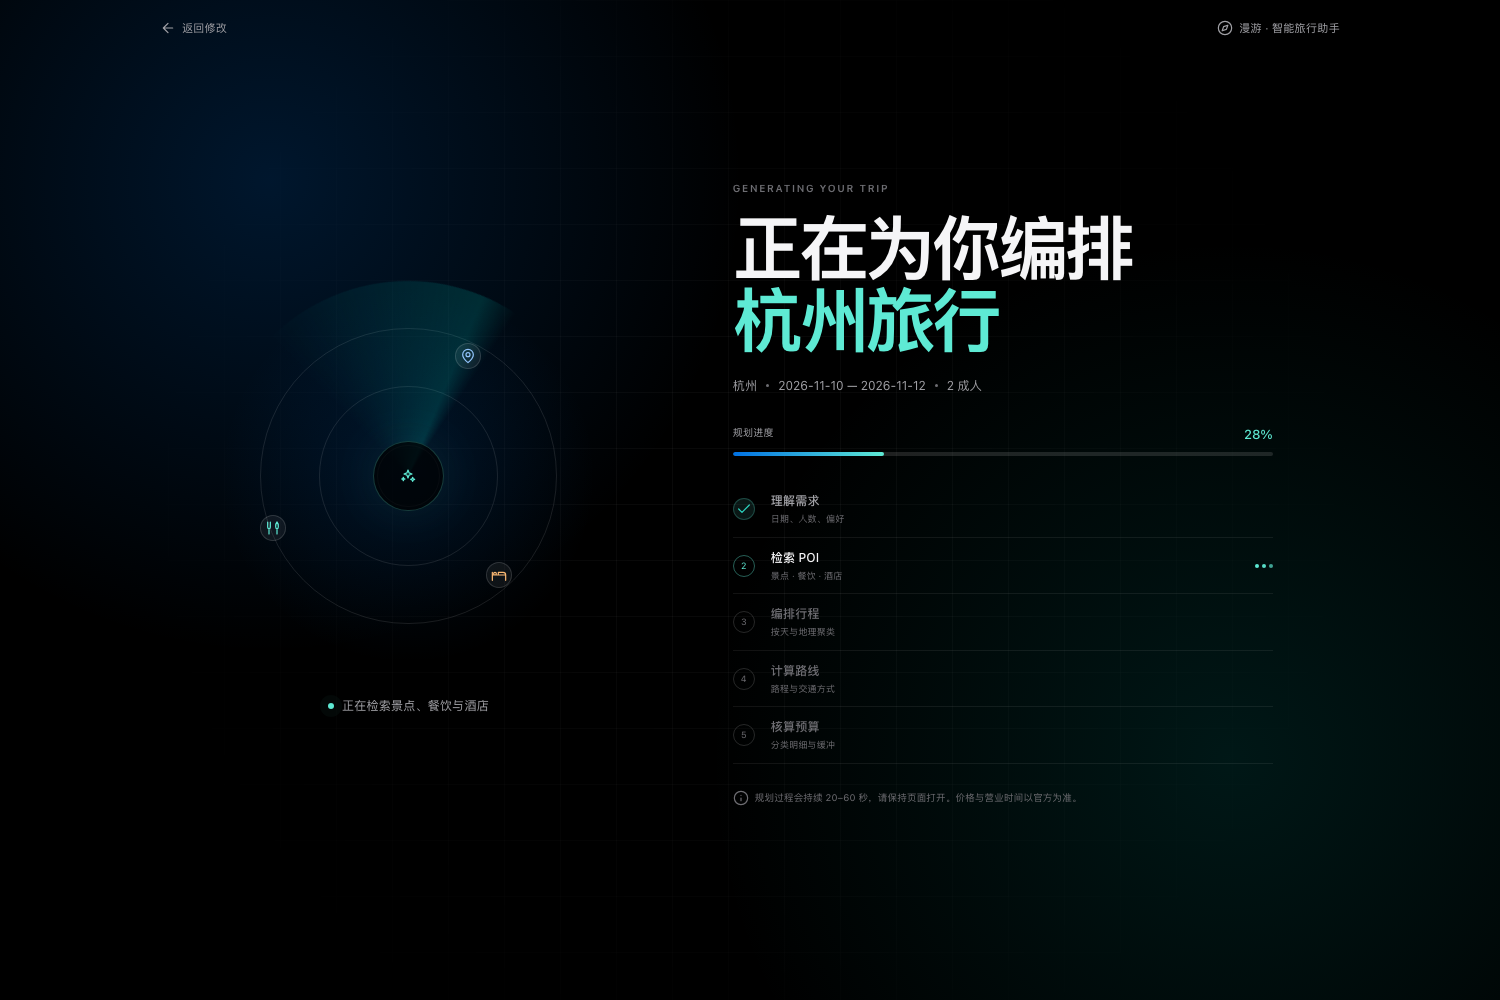 返回修改
漫游 · 智能旅行助手
GENERATING YOUR TRIP
正在为你编排
杭州旅行
杭州 • 2026-11-10 — 2026-11-12 • 2 成人
规划进度
28%
理解需求
日期、人数、偏好
2
检索 POI
景点 · 餐饮 · 酒店
3
编排行程
按天与地理聚类
4
计算路线
路程与交通方式
5
核算预算
分类明细与缓冲
正在检索景点、餐饮与酒店
规划过程会持续 20–60 秒，请保持页面打开。价格与营业时间以官方为准。